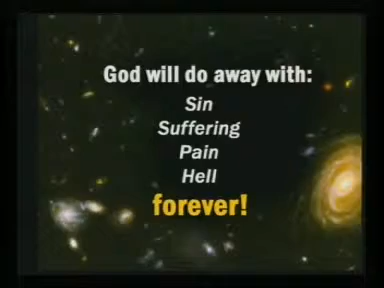 God will do away with:
Sin
Suffering
Pain
Hell
forever!